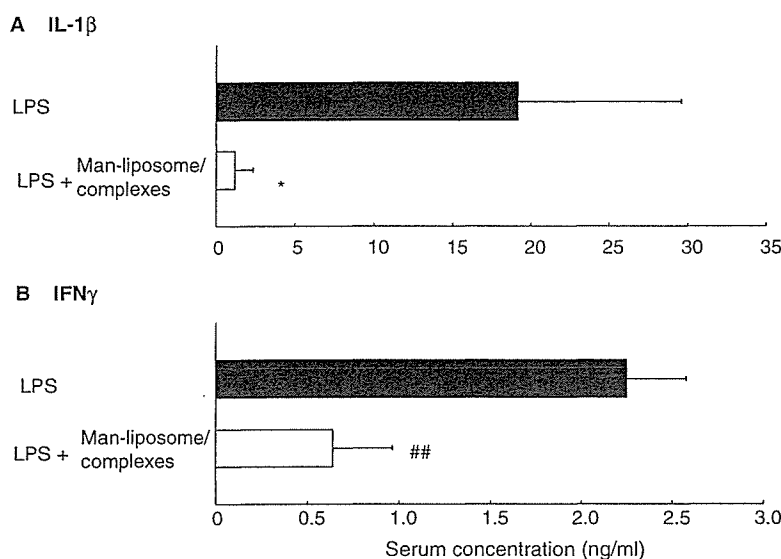 A IL-1β
LPS
LPS + Man-liposome/
complexes
*
0 5 10 15 20 25 30 35
B IFNγ
LPS
LPS + Man-liposome/
complexes
##
0 0.5 1.0 1.5 2.0 2.5 3.0
Serum concentration (ng/ml)